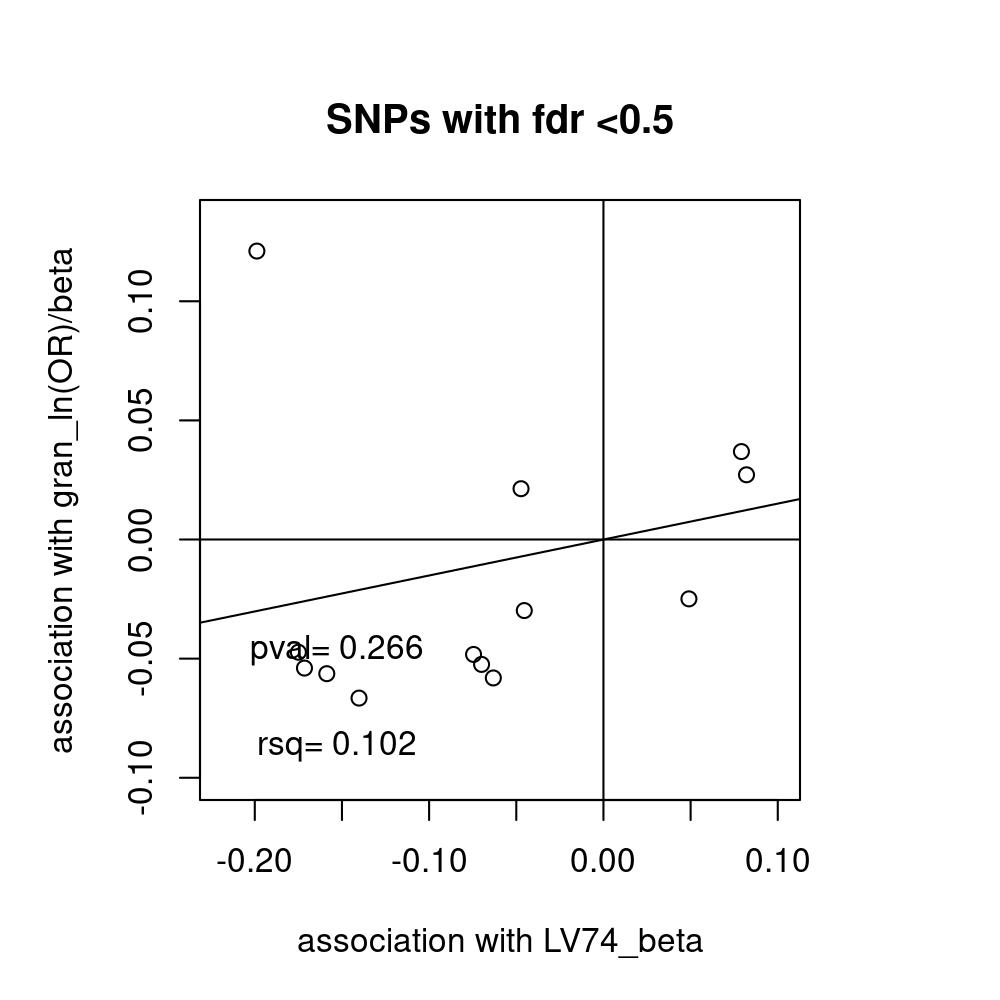 SNPs with fdr <0.5
association with gran_ln(OR)/beta
0.10
0.05
0.00
-0.05
-0.10
pval= 0.266
rsq= 0.102
-0.20
-0.10
0.00
0.10
association with LV74_beta